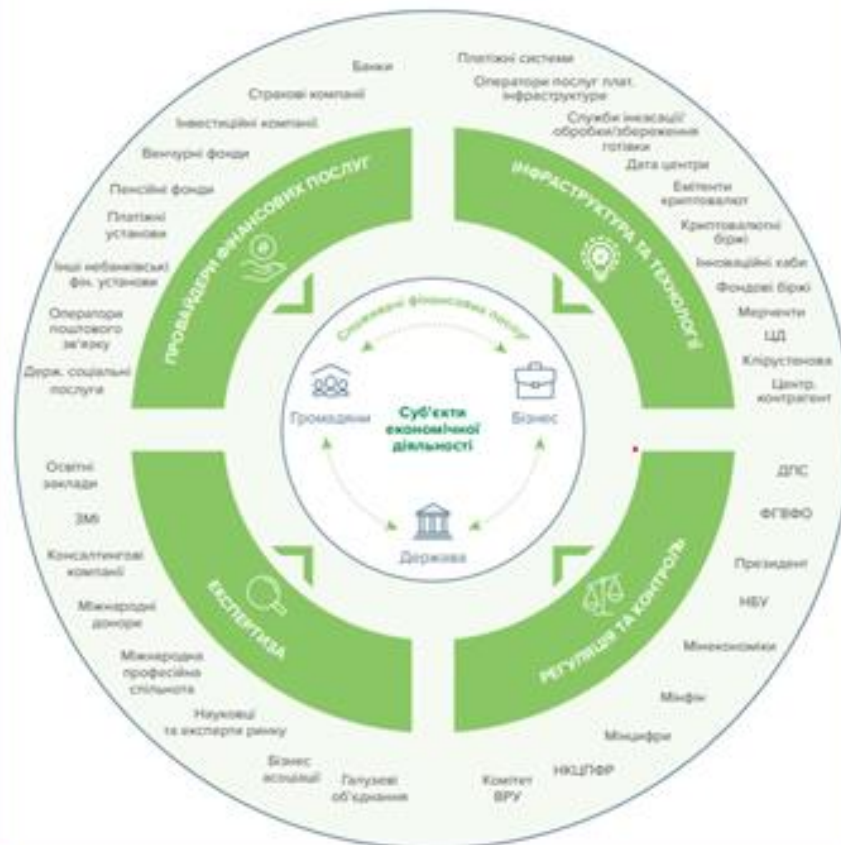 Банки
Страхові компанії
Інвестиційні компанії
Венчурні фонди
Пенсійні фонди
Платіжні
установи
Інші небанківські
фін. установи
Оператори
поштового
зв'язку
Держ. соціальні
послуги
ПРОВАЙДЕРИ ФІНАНСОВИХ ПОСЛУГ
Платіжні системи
Оператори послуг плат.
інфраструктури
Служби інкасації/
обробки/збереження
готівки
Дата центри
Емітенти
криптовалют
Криптовалютні
біржі
Інноваційні хаби
Фондові біржі
Мерченти
ЦД
Клірустанова
Центр.
контрагент
ІНФРАСТРУКТУРА ТА ТЕХНОЛОГІЇ
Споживачі фінансових послуг
Громадяни
Суб'єкти
економічної
діяльності
Бізнес
Держава
Освітні
заклади
ЗМІ
Консалтингові
компанії
Міжнародні
донори
Міжнародна
професійна
спільнота
Науковці
та експерти ринку
Бізнес
асоціації
Галузеві
об'єднання
ЕКСПЕРТИЗА
ДПС
ФГВФО
Президент
НБУ
Мінекономіки
Мінфін
Мінцифри
НКЦПФР
Комітет
ВРУ
РЕГУЛЯЦІЯ ТА КОНТРОЛЬ